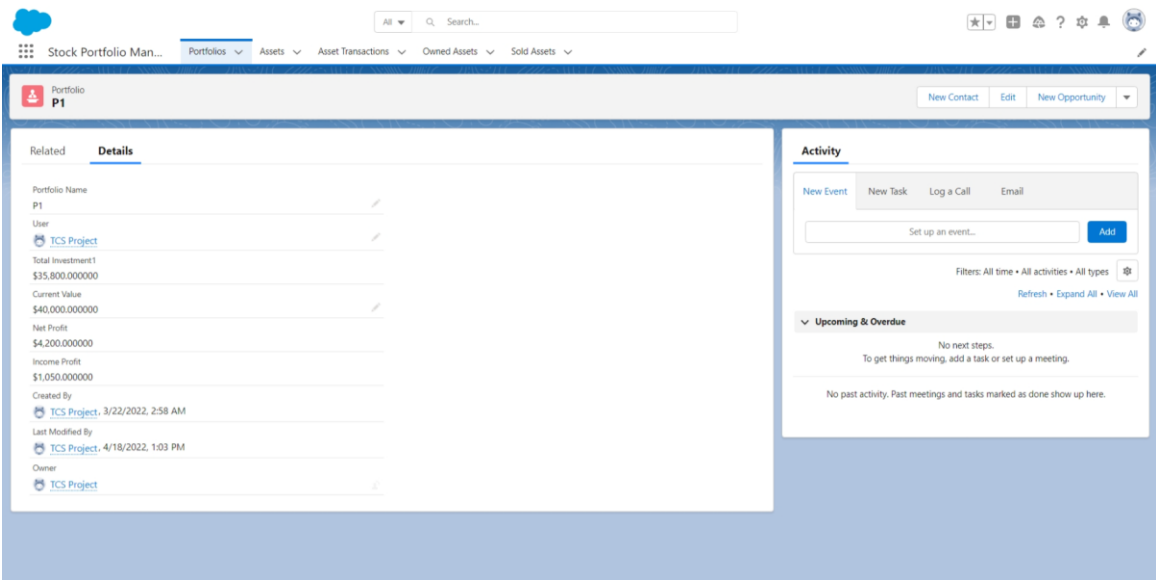 All
Search...
Stock Portfolio Man...
Portfolios
Assets
Asset Transactions
Owned Assets
Sold Assets
Portfolio
P1
New Contact
Edit
New Opportunity
Related
Details
Portfolio Name
P1
User
TCS Project
Total Investment1
$35,800.000000
Current Value
$40,000.000000
Net Profit
$4,200.000000
Income Profit
$1,050.000000
Created By
TCS Project, 3/22/2022, 2:58 AM
Last Modified By
TCS Project, 4/18/2022, 1:03 PM
Owner
TCS Project
Activity
New Event
New Task
Log a Call
Email
Set up an event...
Add
Filters: All time • All activities • All types
Refresh • Expand All • View All
Upcoming & Overdue
No next steps.
To get things moving, add a task or set up a meeting.
No past activity. Past meetings and tasks marked as done show up here.